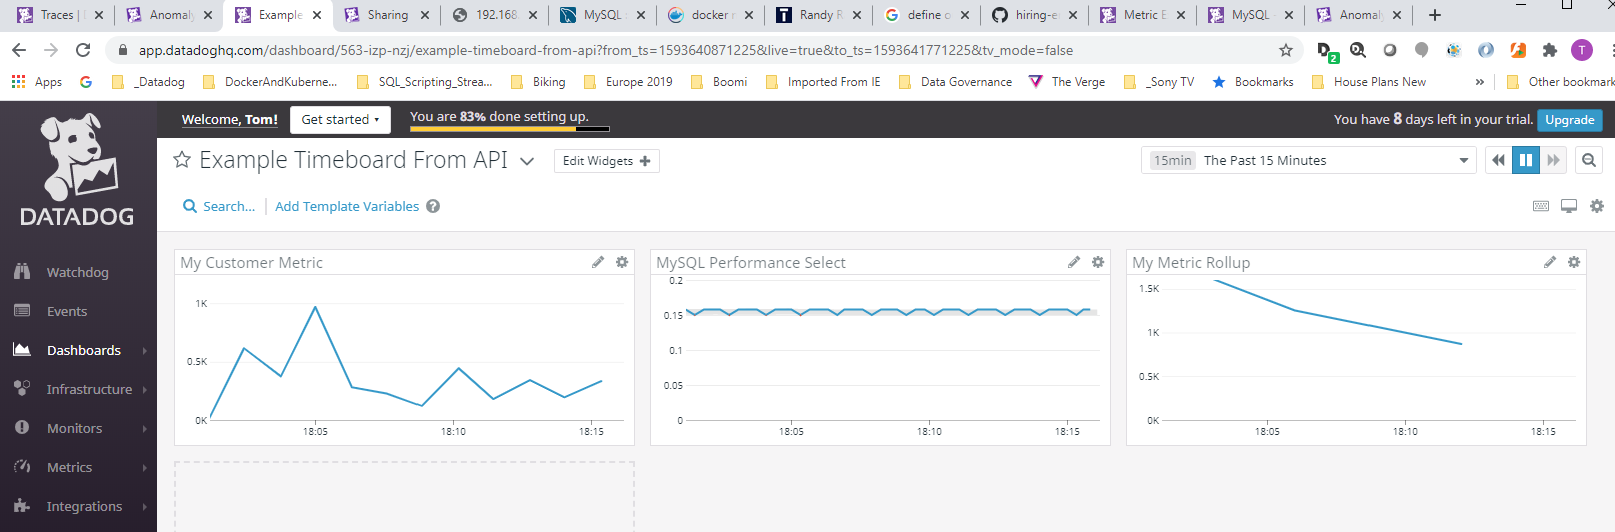 Traces |
Anomaly
Example
Sharing
192.168
MySQL
docker r
Randy R
define o
hiring-e
Metric E
MySQL
Anomaly
app.datadoghq.com/dashboard/563-izp-nzj/example-timeboard-from-api?from_ts=1593640871225&live=true&to_ts=1593641771225&tv_mode=false
2
T
Apps
_Datadog
DockerAndKuberne...
SQL_Scripting_Strea...
Biking
Europe 2019
Boomi
Imported From IE
Data Governance
The Verge
_Sony TV
Bookmarks
House Plans New
»
Other bookmark
DATADOG
Welcome, Tom!
Get started
You are 83% done setting up.
You have 8 days left in your trial.
Upgrade
Example Timeboard From API
Edit Widgets +
15min The Past 15 Minutes
Search...
Add Template Variables ?
Watchdog
Events
Dashboards
Infrastructure
Monitors
Metrics
Integrations
My Customer Metric
1K
0.5K
0K
18:05 18:10 18:15
MySQL Performance Select
0.2
0.15
0.1
0.05
0
18:05 18:10 18:15
My Metric Rollup
1.5K
1K
0.5K
0K
18:05 18:10 18:15